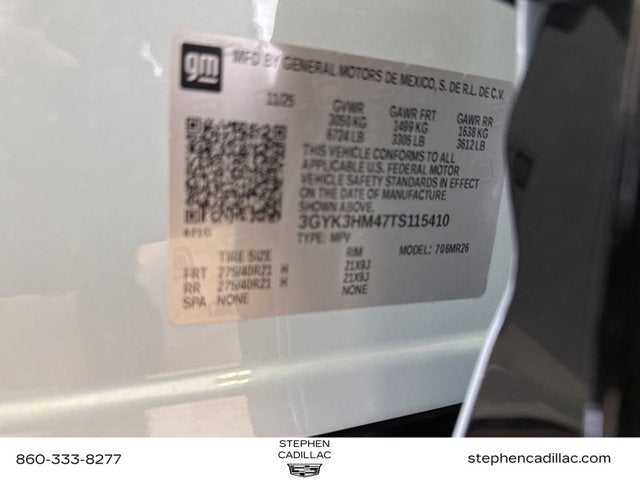 gm
MFD BY GENERAL MOTORS DE MEXICO, S. DE R.L. DE C.V.
11/25 GVWR GAWR FRT GAWR RR
3050 KG 1499 KG 1638 KG
6724 LB 3305 LB 3612 LB
THIS VEHICLE CONFORMS TO ALL
APPLICABLE U.S. FEDERAL MOTOR
VEHICLE SAFETY STANDARDS IN EFFECT
ON THE DATE OF MANUFACTURE
SHOWN ABOVE.
3GYK3HM47TS115410
TYPE: MPV MODEL: 706MR26
TIRE SIZE RIM
FRT 275/40R21 H 21X9J
RR 275/40R21 H 21X9J
SPA NONE NONE
860-333-8277
STEPHEN
CADILLAC
stephencadillac.com